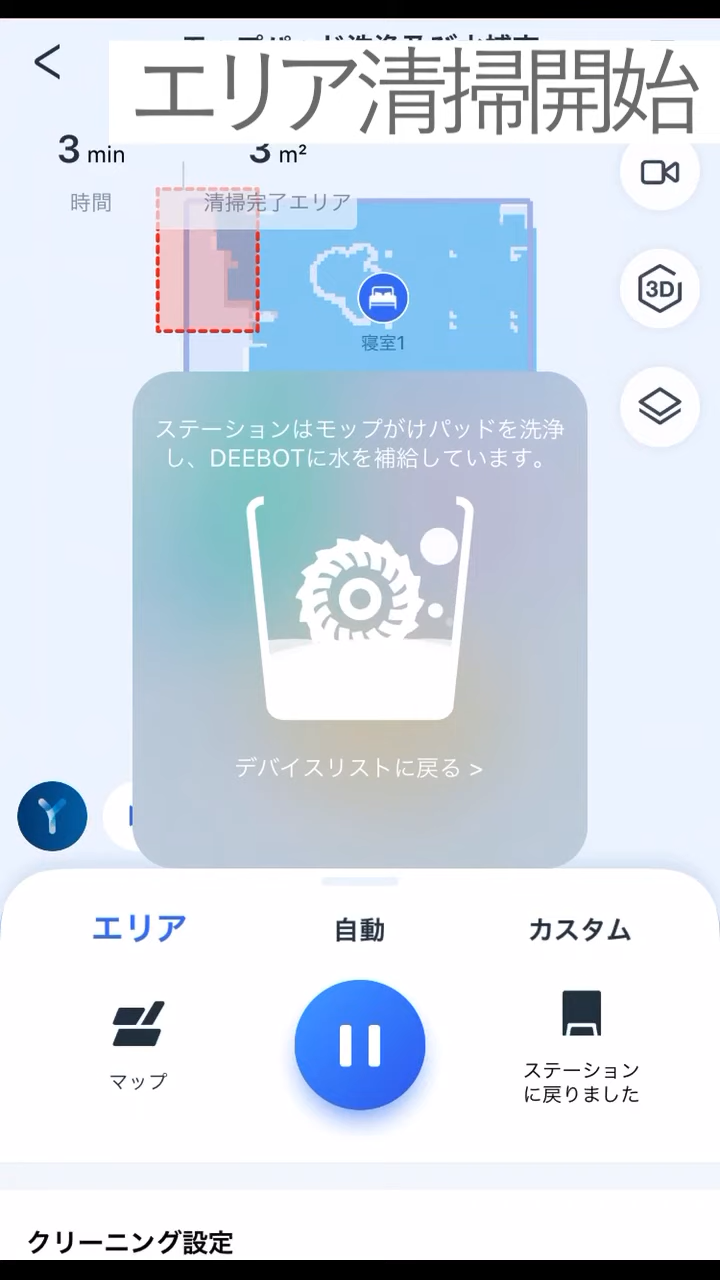 エリア清掃開始
3 min
3 m²
時間
清掃完了エリア
3D
寝室1
ステーションはモップがけパッドを洗浄
し、DEEBOTに水を補給しています。
デバイスリストに戻る >
エリア
自動
カスタム
マップ
ステーション
に戻りました
クリーニング設定